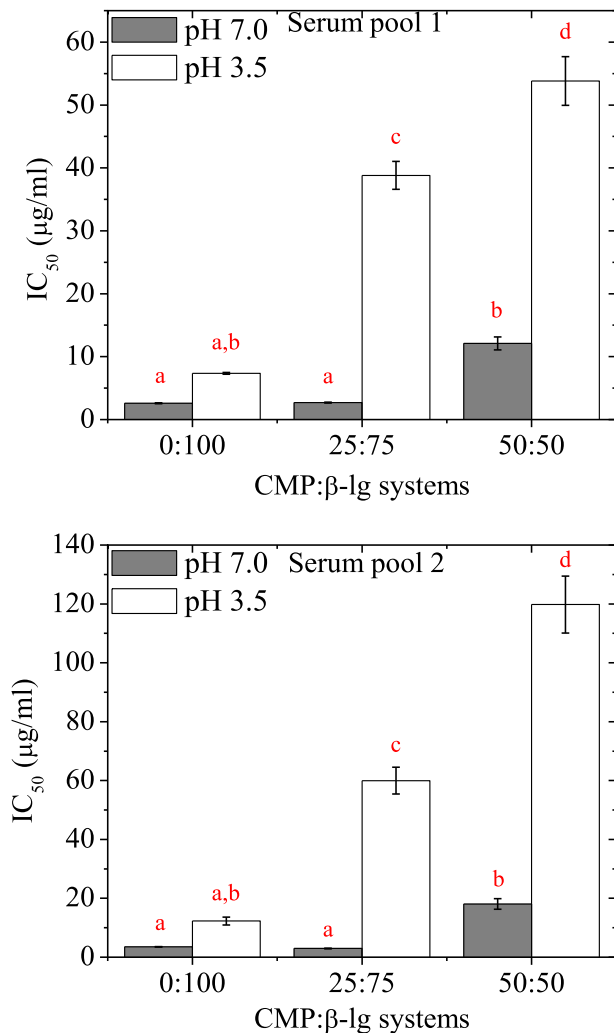 pH 7.0 Serum pool 1
pH 3.5
IC50 (μg/ml)
60
50
40
30
20
10
0
a
a,b
a
c
b
d
0:100 25:75 50:50
CMP:β-lg systems
pH 7.0 Serum pool 2
pH 3.5
IC50 (μg/ml)
140
120
100
80
60
40
20
0
a
a,b
a
c
b
d
0:100 25:75 50:50
CMP:β-lg systems